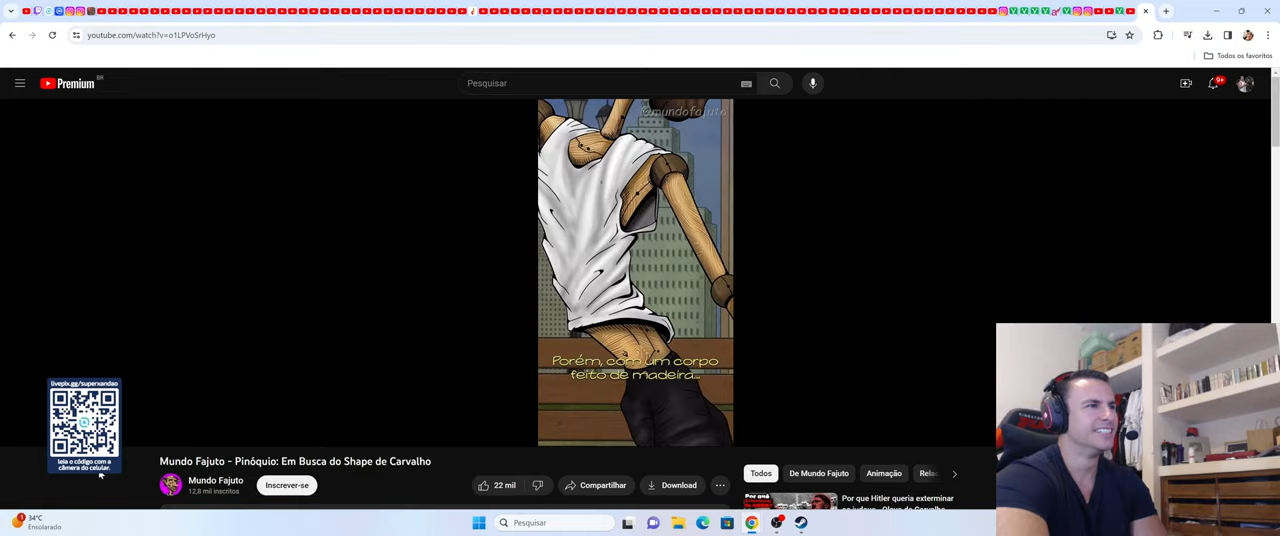 youtube.com/watch?v=o1LPVoSrHyo
Todos os favoritos
Premium BR
Pesquisar
9+
@mundofajuto
Porém, com um corpo
feito de madeira...
livepix.gg/superxandao
leia o código com a
câmera do celular.
Mundo Fajuto - Pinóquio: Em Busca do Shape de Carvalho
Mundo Fajuto
12,8 mil inscritos
Inscrever-se
22 mil
Compartilhar
Download
Todos
De Mundo Fajuto
Animação
Rela
Por que Hitler queria exterminar
34°C
Ensolarado
Pesquisar